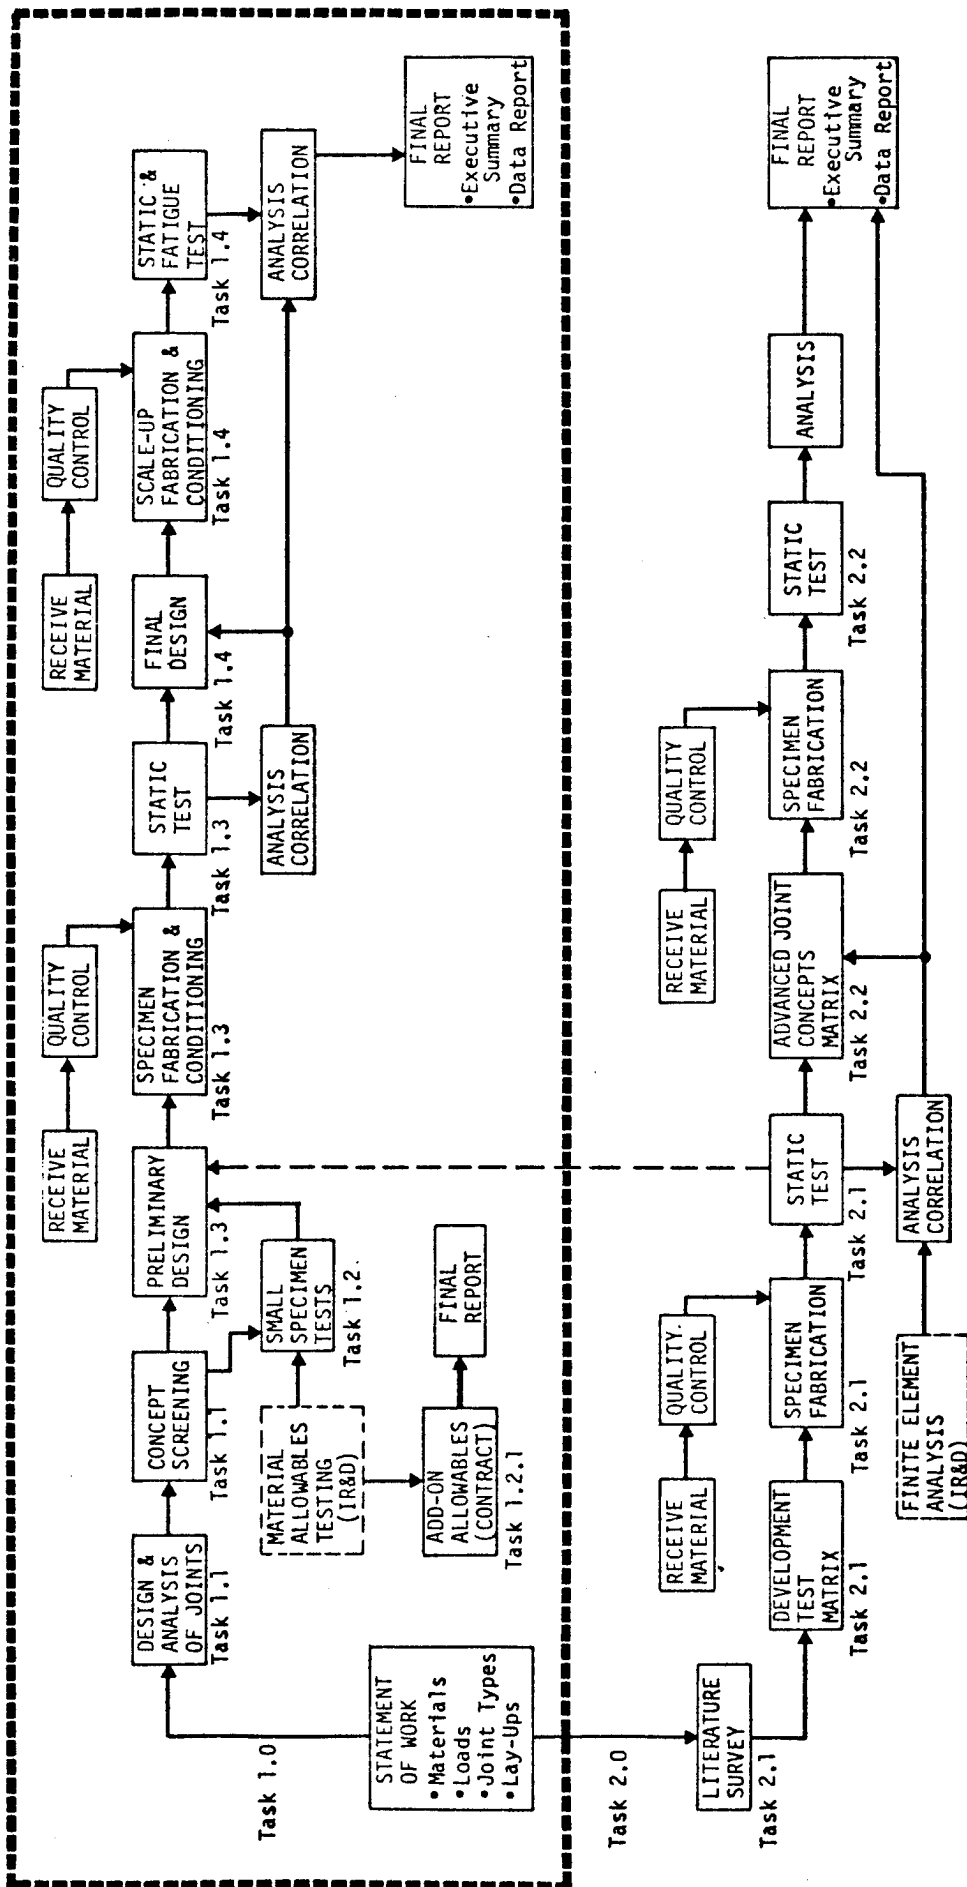 RECEIVE
MATERIAL
QUALITY
CONTROL
RECEIVE
MATERIAL
QUALITY
CONTROL
DESIGN &
ANALYSIS
OF JOINTS
Task 1.1
CONCEPT
SCREENING
Task 1.1
PRELIMINARY
DESIGN
Task 1.3
SPECIMEN
FABRICATION &
CONDITIONING
Task 1.3
STATIC
TEST
Task 1.3
FINAL
DESIGN
Task 1.4
SCALE-UP
FABRICATION &
CONDITIONING
Task 1.4
STATIC &
FATIGUE
TEST
Task 1.4
Task 1.0
MATERIAL
ALLOWABLES
TESTING
(IR&D)
SMALL
SPECIMEN
TESTS
Task 1.2
ANALYSIS
CORRELATION
ANALYSIS
CORRELATION
STATEMENT
OF WORK
•Materials
•Loads
•Joint Types
•Lay-Ups
ADD-ON
ALLOWABLES
(CONTRACT)
Task 1.2.1
FINAL
REPORT
FINAL
REPORT
•Executive
Summary
•Data Report
Task 2.0
RECEIVE
MATERIAL
QUALITY
CONTROL
RECEIVE
MATERIAL
QUALITY
CONTROL
LITERATURE
SURVEY
Task 2.1
DEVELOPMENT
TEST
MATRIX
Task 2.1
SPECIMEN
FABRICATION
Task 2.1
STATIC
TEST
Task 2.1
ADVANCED JOINT
CONCEPTS
MATRIX
Task 2.2
SPECIMEN
FABRICATION
Task 2.2
STATIC
TEST
Task 2.2
ANALYSIS
FINAL
REPORT
•Executive
Summary
•Data Report
FINITE ELEMENT
ANALYSIS
(IR&D)
ANALYSIS
CORRELATION